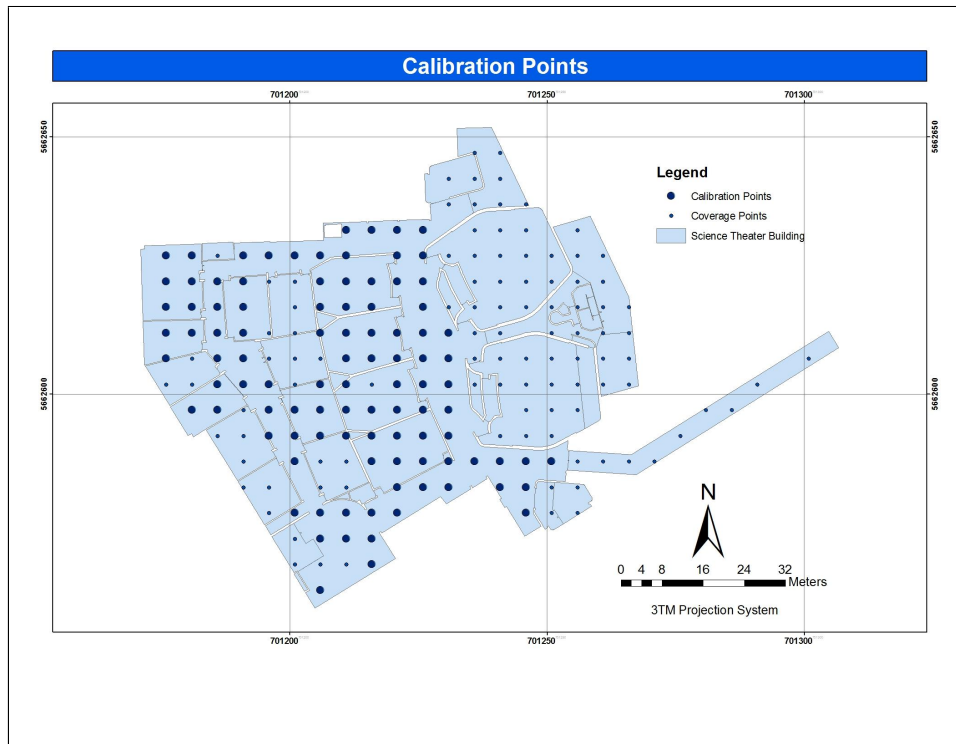 Calibration Points
701200 701250 701300
5662650 5662650
Legend
Calibration Points
Coverage Points
Science Theater Building
5662600 5662600
N
0 4 8 16 24 32
Meters
3TM Projection System
701200 701250 701300